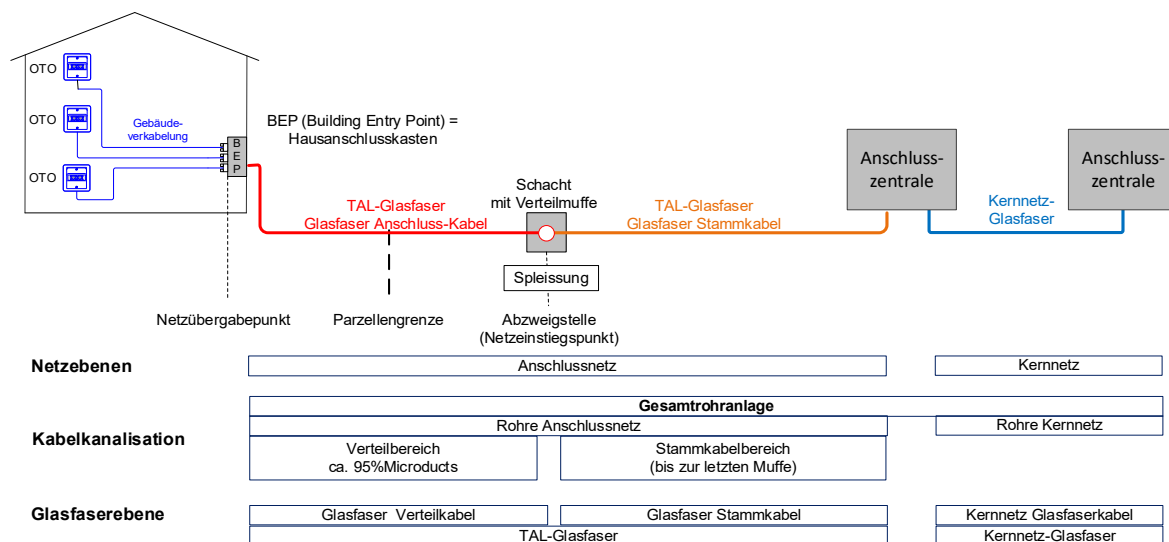 OTO
OTO
OTO
Gebäude-
verkabelung
B
E
P
BEP (Building Entry Point) =
Hausanschlusskasten
TAL-Glasfaser
Glasfaser Anschluss-Kabel
Schacht
mit Verteilmuffe
TAL-Glasfaser
Glasfaser Stammkabel
Anschluss-
zentrale
Kernnetz-
Glasfaser
Anschluss-
zentrale
Spleissung
Netzübergabepunkt
Parzellengrenze
Abzweigstelle
(Netzeinstiegspunkt)
Netzebenen
Anschlussnetz
Kernnetz
Kabelkanalisation
Gesamtrohranlage
Rohre Anschlussnetz
Rohre Kernnetz
Verteilbereich
ca. 95%Microducts
Stammkabelbereich
(bis zur letzten Muffe)
Glasfaserebene
Glasfaser  Verteilkabel
Glasfaser Stammkabel
Kernnetz Glasfaserkabel
TAL-Glasfaser
Kernnetz-Glasfaser